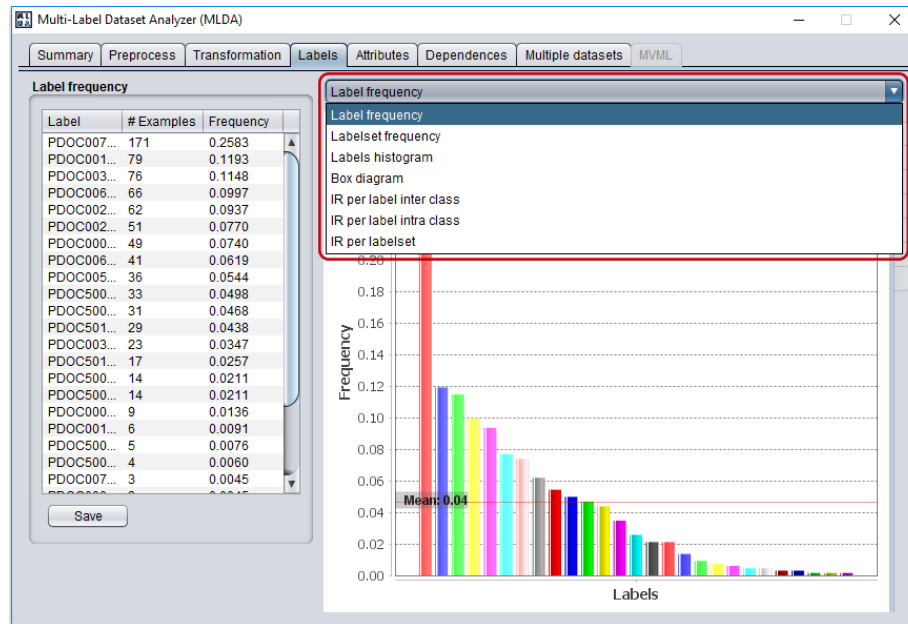 Multi-Label Dataset Analyzer (MLDA)
Summary Preprocess Transformation Labels Attributes Dependences Multiple datasets MVML
Label frequency
Label # Examples Frequency
PDOC007... 171 0.2583
PDOC001... 79 0.1193
PDOC003... 76 0.1148
PDOC006... 66 0.0997
PDOC002... 62 0.0937
PDOC002... 51 0.0770
PDOC000... 49 0.0740
PDOC006... 41 0.0619
PDOC005... 36 0.0544
PDOC500... 33 0.0498
PDOC500... 31 0.0468
PDOC501... 29 0.0438
PDOC003... 23 0.0347
PDOC501... 17 0.0257
PDOC500... 14 0.0211
PDOC500... 14 0.0211
PDOC000... 9 0.0136
PDOC001... 6 0.0091
PDOC500... 5 0.0076
PDOC500... 4 0.0060
PDOC007... 3 0.0045
Save
Label frequency
Label frequency
Labelset frequency
Labels histogram
Box diagram
IR per label inter class
IR per label intra class
IR per labelset
0.20
0.18
0.16
0.14
0.12
0.10
0.08
0.06
0.04
0.02
0.00
Frequency
Mean: 0.04
Labels